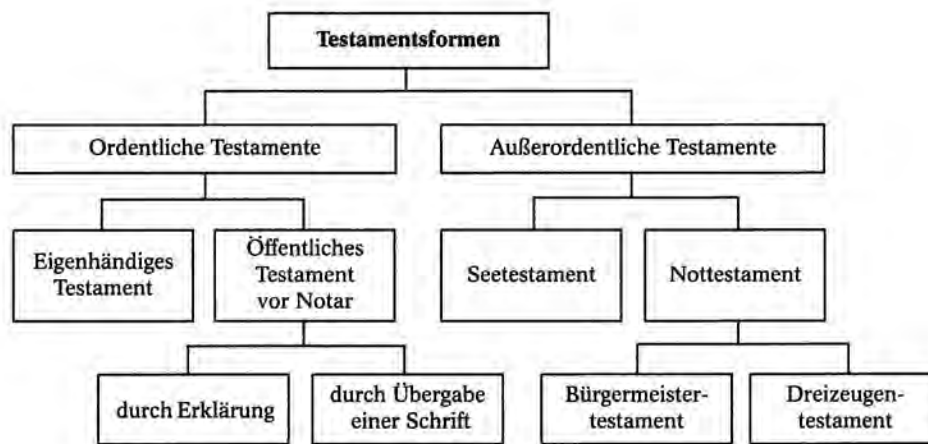 Testamentsformen
Ordentliche Testamente
Außerordentliche Testamente
Eigenhändiges
Testament
Öffentliches
Testament
vor Notar
Seetestament
Nottestament
durch Erklärung
durch Übergabe
einer Schrift
Bürgermeister-
testament
Dreizeugen-
testament